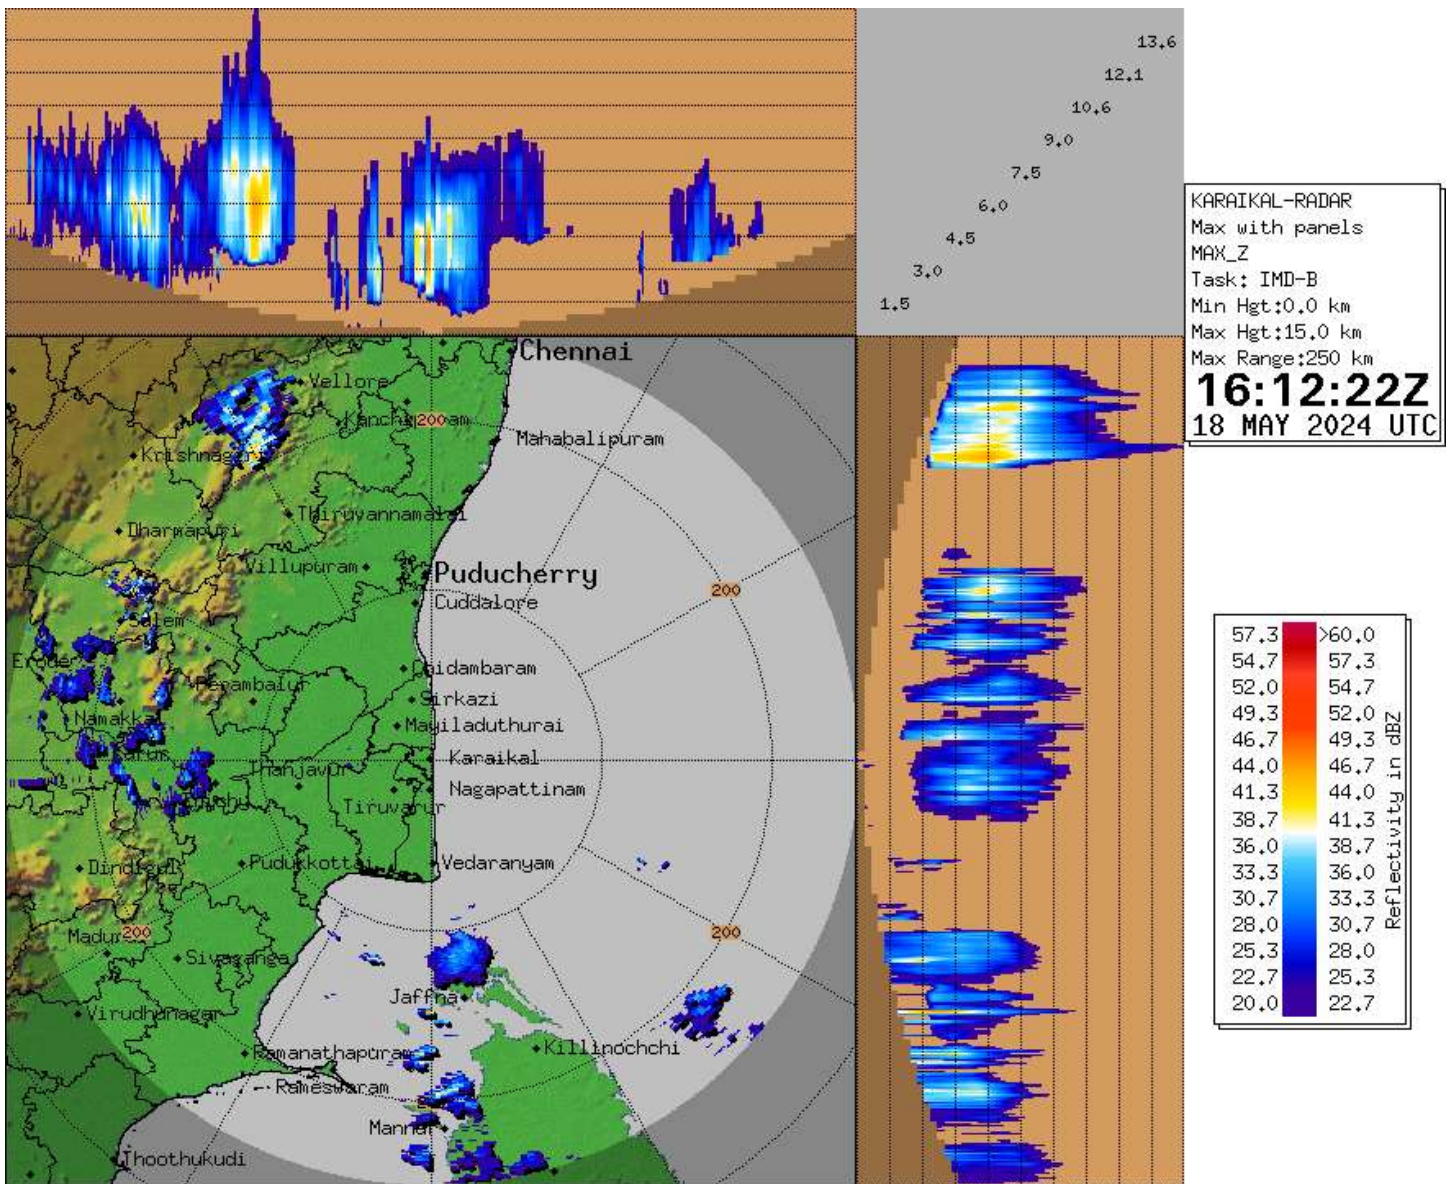 13.6
12.1
10.6
9.0
7.5
6.0
4.5
3.0
1.5
KARAIKAL-RADAR
Max with panels
MAX_Z
Task: IMD-B
Min Hgt:0.0 km
Max Hgt:15.0 km
Max Range:250 km
16:12:22Z
18 MAY 2024 UTC
Chennai
Vellore
200
Mahabalipuram
Krishnagiri
Thiruvannamalai
Dharmapuri
Villupuram
Puducherry
200
Cuddalore
Salem
Erode
Chidambaram
Perambalur
Sirkazi
Namakkal
Mayiladuthurai
Karur
Karaikal
Thanjavur
Nagapattinam
Tiruvarur
Dindigul
Pudukkottai
Vedaranyam
200
200
Sivaganga
Jaffna
Virudhunagar
Ramanathapuram
Killinochchi
Rameswaram
Mannar
Thoothukudi
57.3 >60.0
54.7 57.3
52.0 54.7
49.3 52.0
46.7 49.3
44.0 46.7
41.3 44.0
38.7 41.3
36.0 38.7
33.3 36.0
30.7 33.3
28.0 30.7
25.3 28.0
22.7 25.3
20.0 22.7
Reflectivity in dBZ